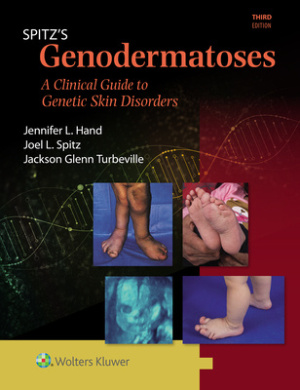 THIRD
EDITION
SPITZ'S
Genodermatoses
A Clinical Guide to
Genetic Skin Disorders
Jennifer L. Hand
Joel L. Spitz
Jackson Glenn Turbeville
Wolters Kluwer